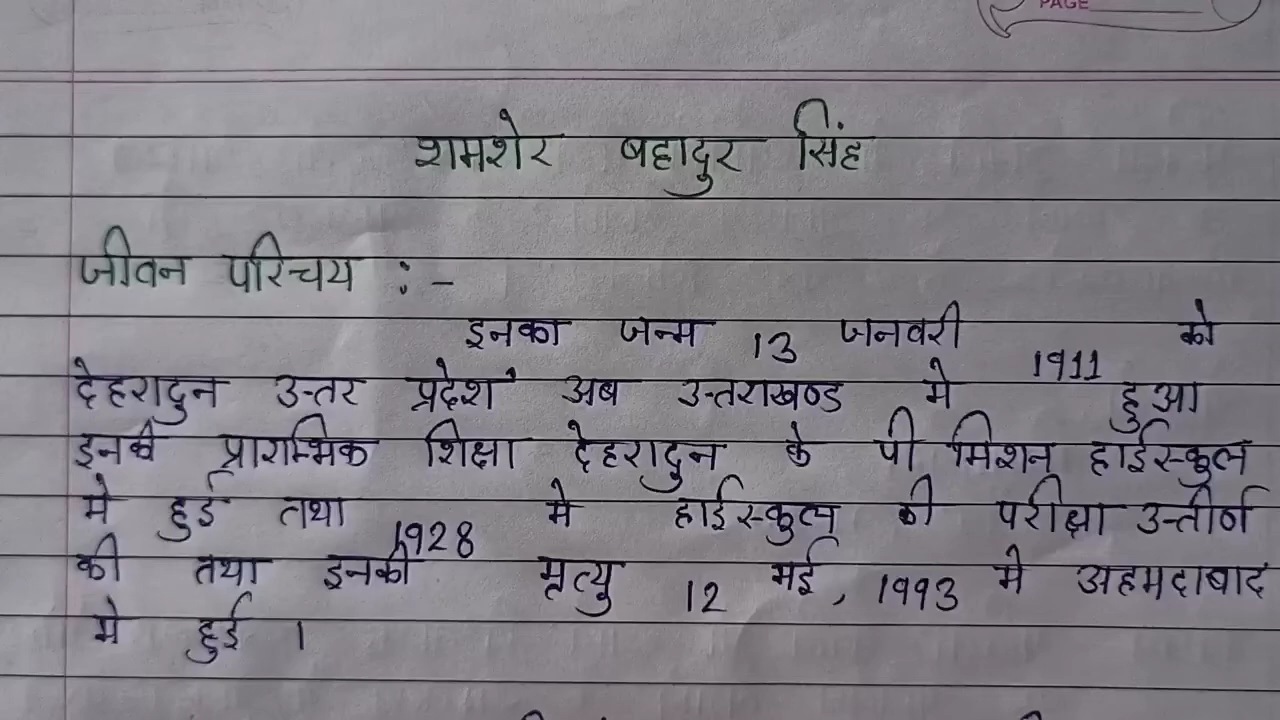 PAGE
शमशेर बहादुर सिंह
जीवन परिचय :-
इनका जन्म 13 जनवरी 1911 को
देहरादुन उत्तर प्रदेश अब उत्तराखण्ड मे हुआ
इनकी प्रारम्भिक शिक्षा देहरादुन के पी मिशन हाईस्कुल
मे हुई तथा 1928 मे हाईस्कुल की परीक्षा उत्तीर्ण
की तथा इनकी मृत्यु 12 मई, 1993 मे अहमदाबाद
मे हुई ।